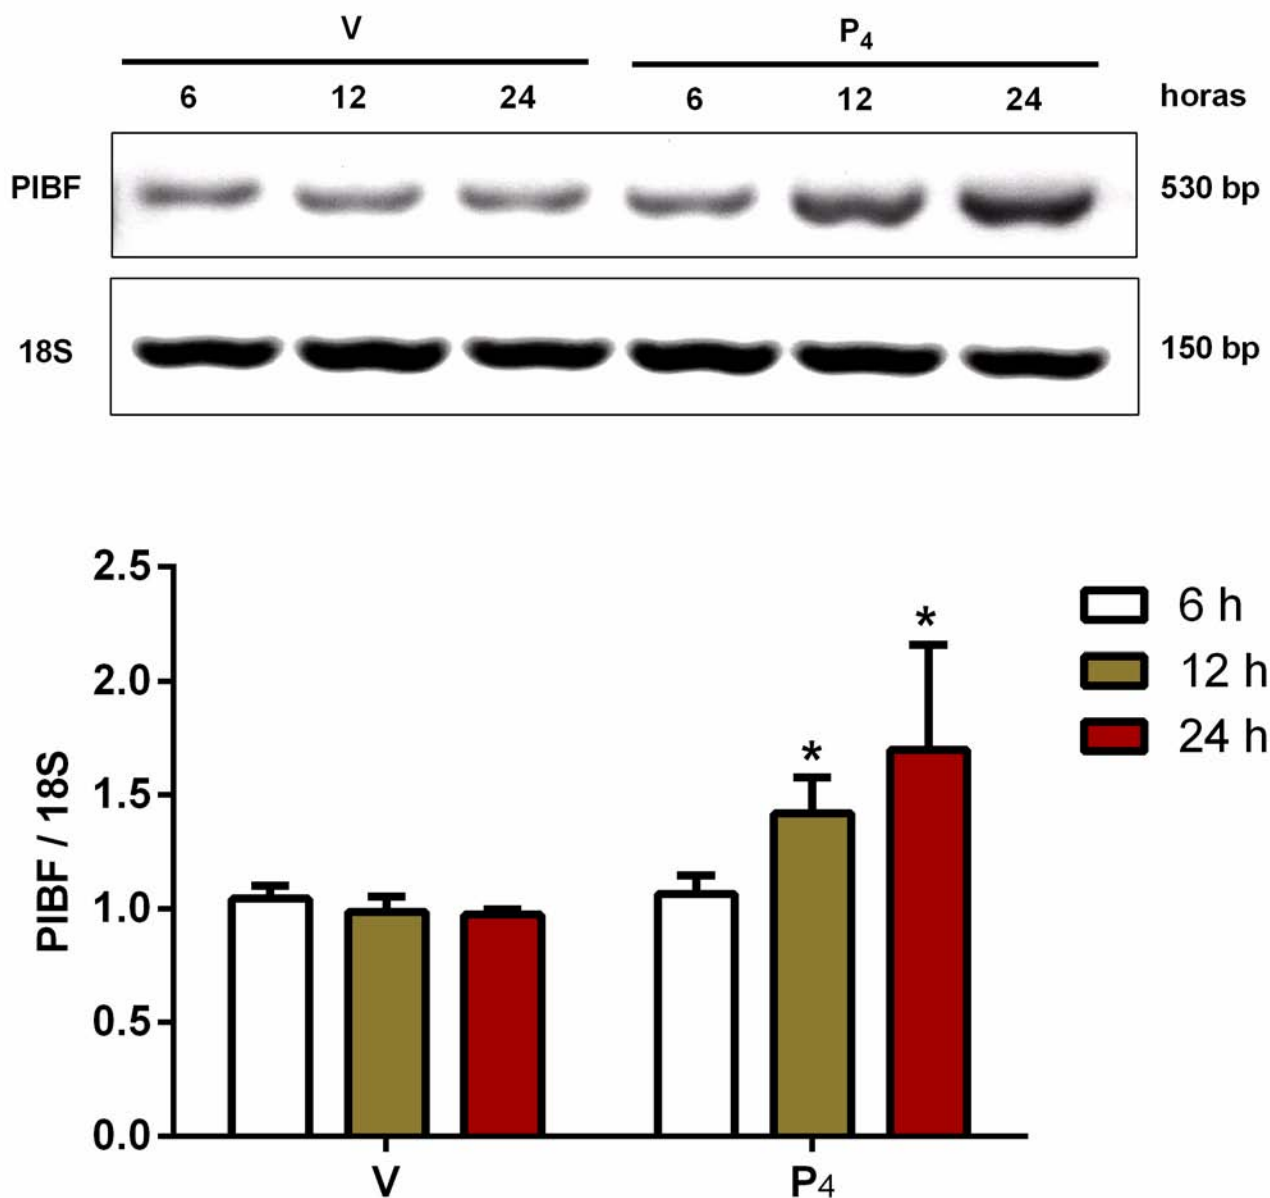 V P₄
6 12 24 6 12 24 horas
PIBF 530 bp
18S 150 bp
2.5
2.0
1.5
1.0
0.5
0.0
PIBF / 18S
* *
V P4
6 h
12 h
24 h